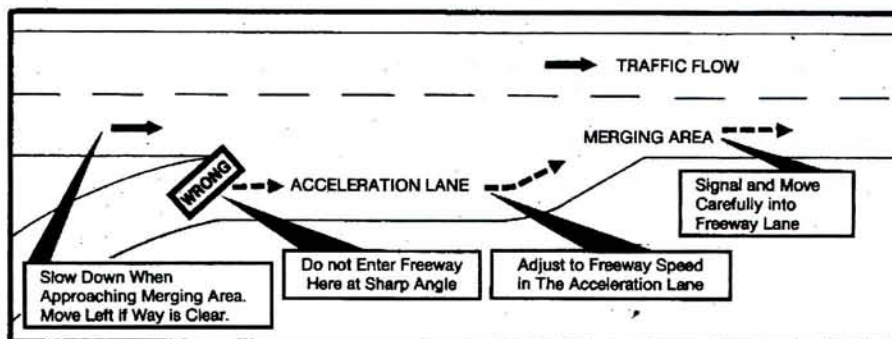 TRAFFIC FLOW
MERGING AREA
WRONG
ACCELERATION LANE
Signal and Move
Carefully into
Freeway Lane
Slow Down When
Approaching Merging Area.
Move Left if Way is Clear.
Do not Enter Freeway
Here at Sharp Angle
Adjust to Freeway Speed
in The Acceleration Lane